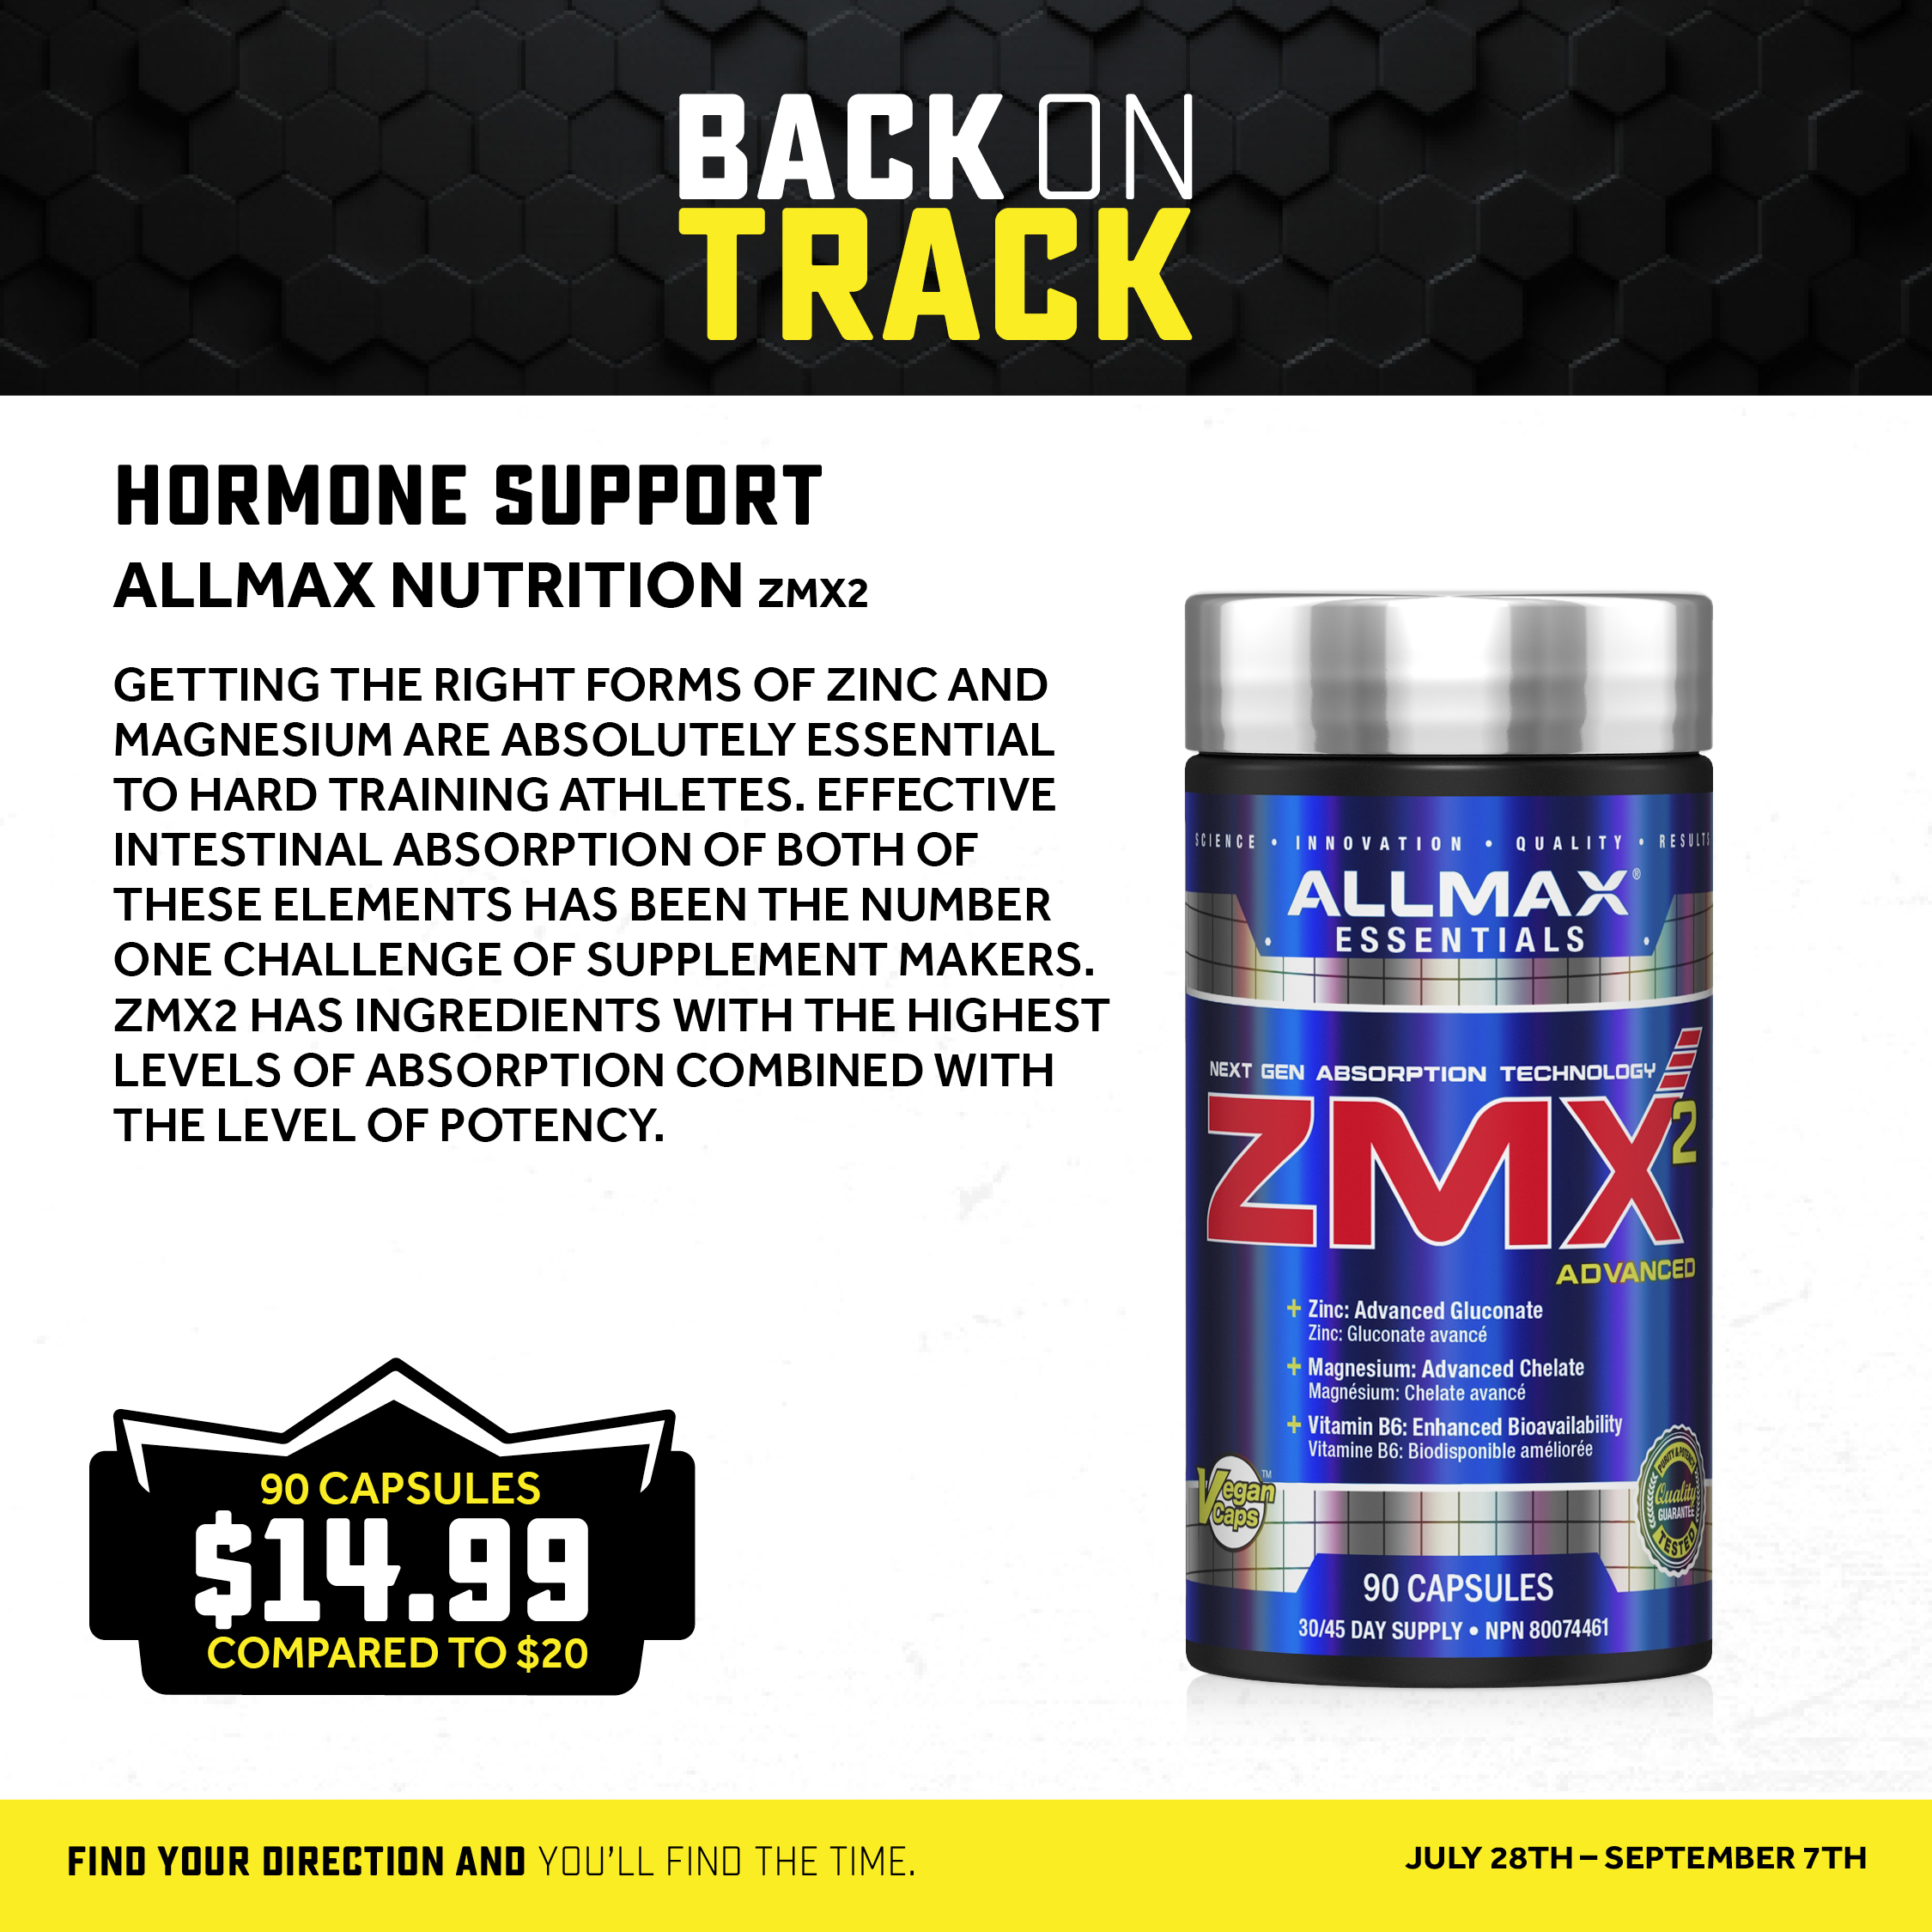 BACK ON
TRACK
HORMONE SUPPORT
ALLMAX NUTRITION ZMX2
GETTING THE RIGHT FORMS OF ZINC AND
MAGNESIUM ARE ABSOLUTELY ESSENTIAL
TO HARD TRAINING ATHLETES. EFFECTIVE
INTESTINAL ABSORPTION OF BOTH OF
THESE ELEMENTS HAS BEEN THE NUMBER
ONE CHALLENGE OF SUPPLEMENT MAKERS.
ZMX2 HAS INGREDIENTS WITH THE HIGHEST
LEVELS OF ABSORPTION COMBINED WITH
THE LEVEL OF POTENCY.
90 CAPSULES
$14.99
COMPARED TO $20
SCIENCE • INNOVATION • QUALITY • RESULTS
ALLMAX®
ESSENTIALS
NEXT GEN ABSORPTION TECHNOLOGY
ZMX2
ADVANCED
+ Zinc: Advanced Gluconate
Zinc: Gluconate avancé
+ Magnesium: Advanced Chelate
Magnésium: Chelate avancé
+ Vitamin B6: Enhanced Bioavailability
Vitamine B6: Biodisponible améliorée
Vegan™
Caps
PURITY & POTENCY
Quality
GUARANTEE
TESTED
90 CAPSULES
30/45 DAY SUPPLY • NPN 80074461
FIND YOUR DIRECTION AND YOU'LL FIND THE TIME.
JULY 28TH – SEPTEMBER 7TH